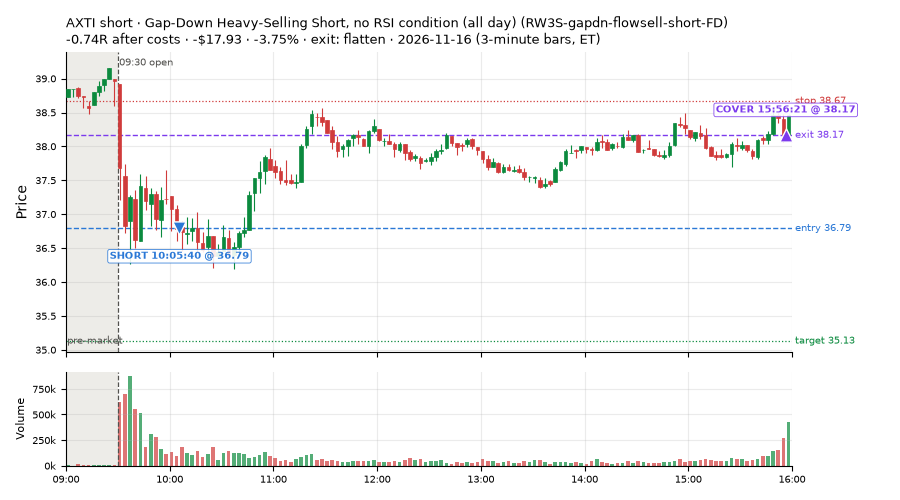 AXTI short · Gap-Down Heavy-Selling Short, no RSI condition (all day) (RW3S-gapdn-flowsell-short-FD)
-0.74R after costs · -$17.93 · -3.75% · exit: flatten · 2026-11-16 (3-minute bars, ET)
09:30 open
39.0
38.5
38.0
37.5
37.0
36.5
36.0
35.5
35.0
Price
stop 38.67
COVER 15:56:21 @ 38.17
exit 38.17
entry 36.79
SHORT 10:05:40 @ 36.79
pre-market
target 35.13
750k
500k
250k
0k
Volume
09:00
10:00
11:00
12:00
13:00
14:00
15:00
16:00